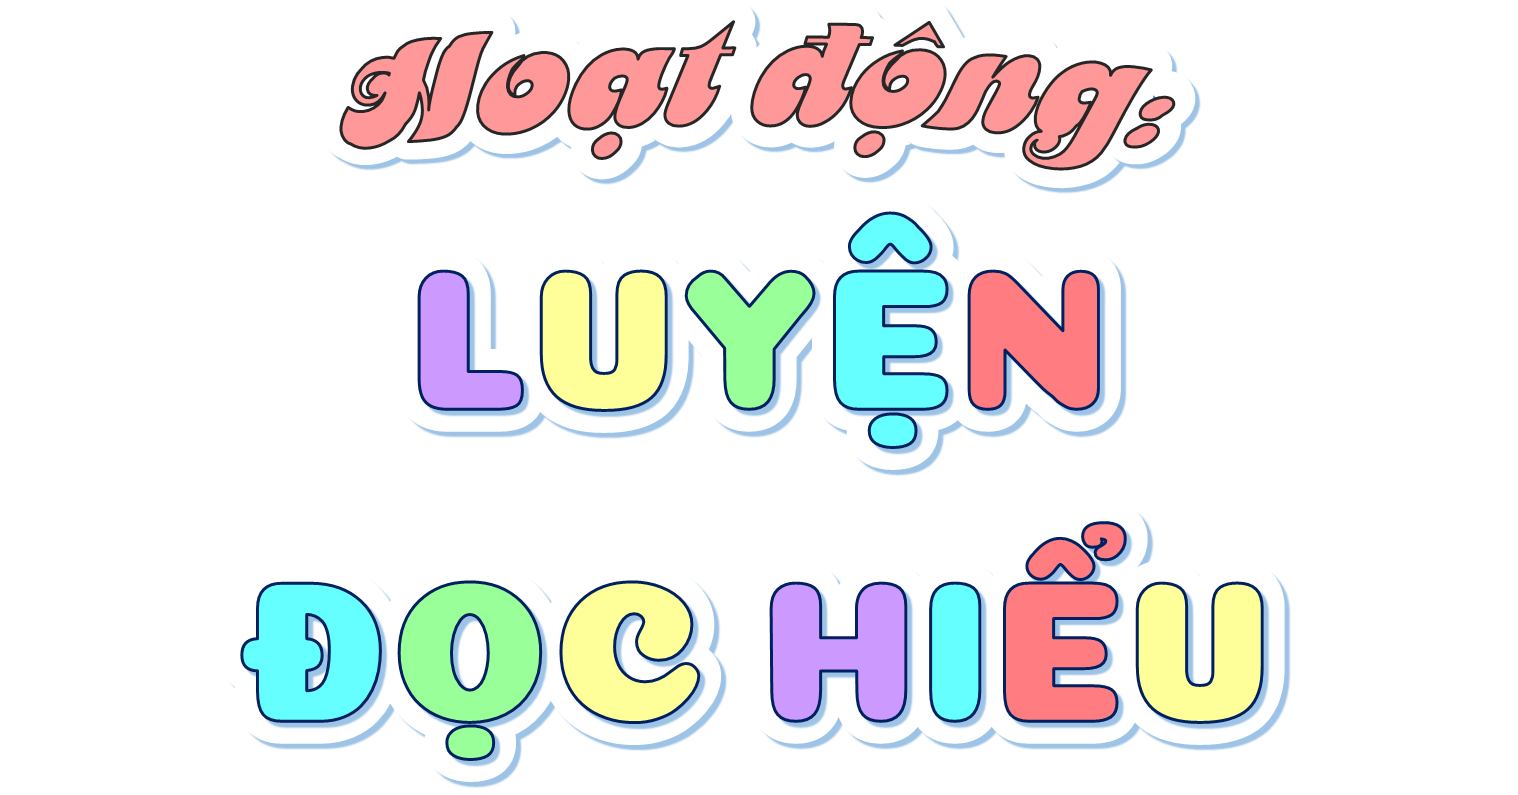 Hoạt động:
LUYỆN
ĐỌC HIỂU